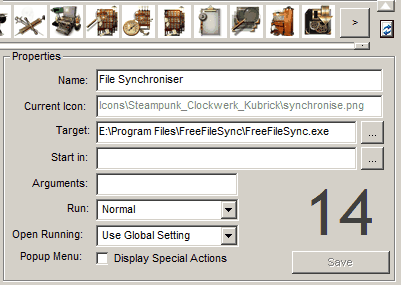 >
Properties
Name: File Synchroniser
Current Icon: Icons\Steampunk_Clockwerk_Kubrick\synchronise.png
Target: E:\Program Files\FreeFileSync\FreeFileSync.exe ...
Start in: ...
Arguments:
Run: Normal
Open Running: Use Global Setting
Popup Menu: Display Special Actions
14
Save